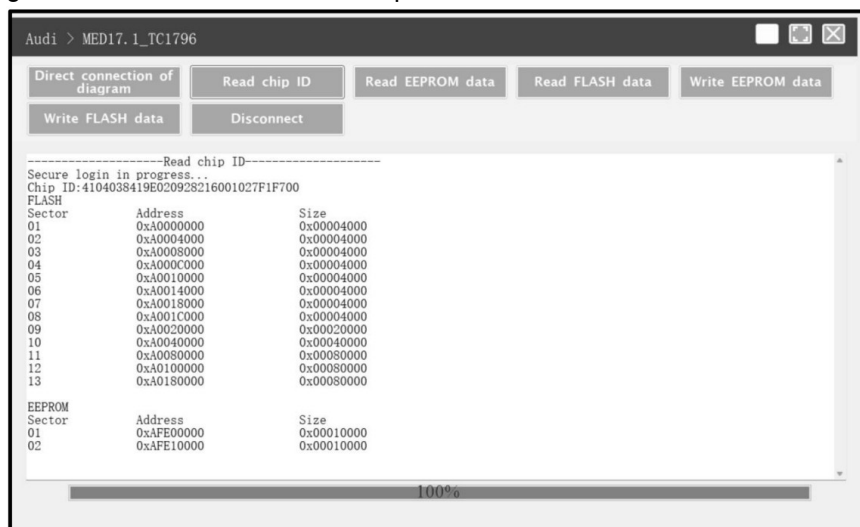 Audi > MED17.1_TC1796
Direct connection of
diagram
Read chip ID
Read EEPROM data
Read FLASH data
Write EEPROM data
Write FLASH data
Disconnect
--------------------Read chip ID--------------------
Secure login in progress...
Chip ID:4104038419E020928216001027F1F700
FLASH
Sector Address Size
01 0xA0000000 0x00004000
02 0xA0004000 0x00004000
03 0xA0008000 0x00004000
04 0xA000C000 0x00004000
05 0xA0010000 0x00004000
06 0xA0014000 0x00004000
07 0xA0018000 0x00004000
08 0xA001C000 0x00004000
09 0xA0020000 0x00020000
10 0xA0040000 0x00040000
11 0xA0080000 0x00080000
12 0xA0100000 0x00080000
13 0xA0180000 0x00080000
EEPROM
Sector Address Size
01 0xAFE00000 0x00010000
02 0xAFE10000 0x00010000
100%